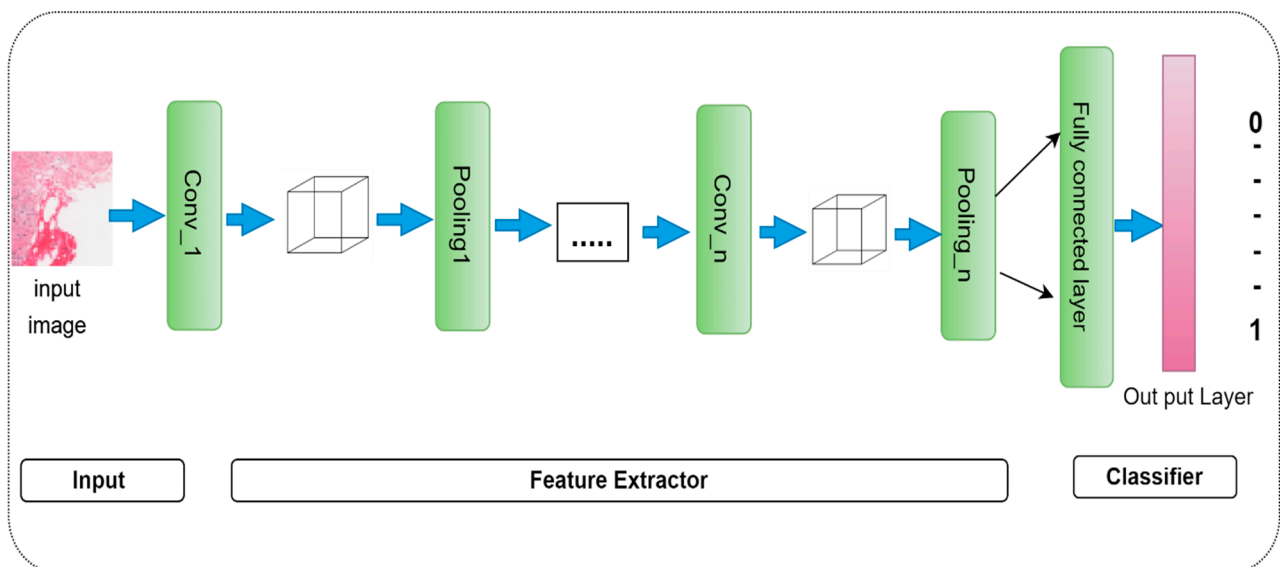 input
image
Conv_1
Pooling1
.....
Conv_n
Pooling_n
Fully connected layer
0
-
-
-
-
-
1
Out put Layer
Input
Feature Extractor
Classifier